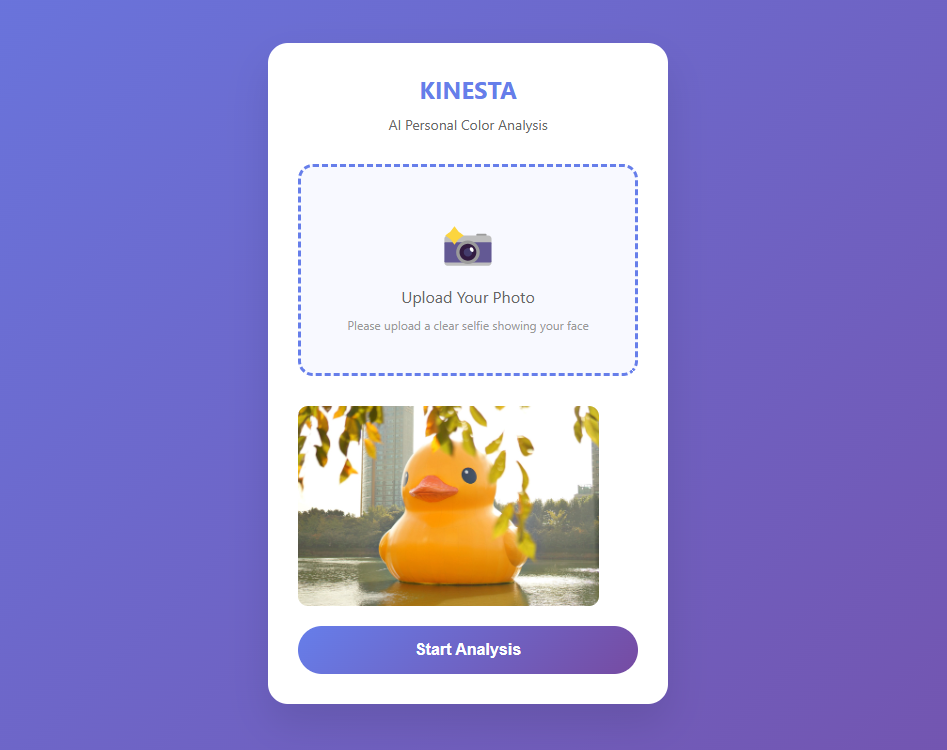 KINESTA
AI Personal Color Analysis
Upload Your Photo
Please upload a clear selfie showing your face
Start Analysis